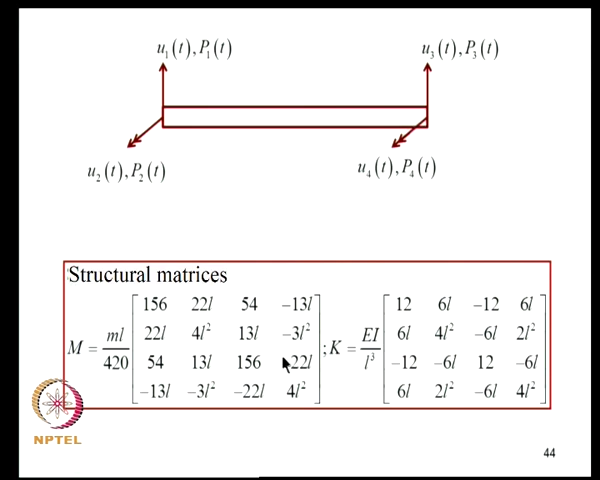 u₁(t), P₁(t) u₃(t), P₃(t)
u₂(t), P₂(t) u₄(t), P₄(t)
Structural matrices
M = ml/420 [156 22l 54 −13l; 22l 4l² 13l −3l²; 54 13l 156 −22l; −13l −3l² −22l 4l²] ; K = EI/l³ [12 6l −12 6l; 6l 4l² −6l 2l²; −12 −6l 12 −6l; 6l 2l² −6l 4l²]
NPTEL
44